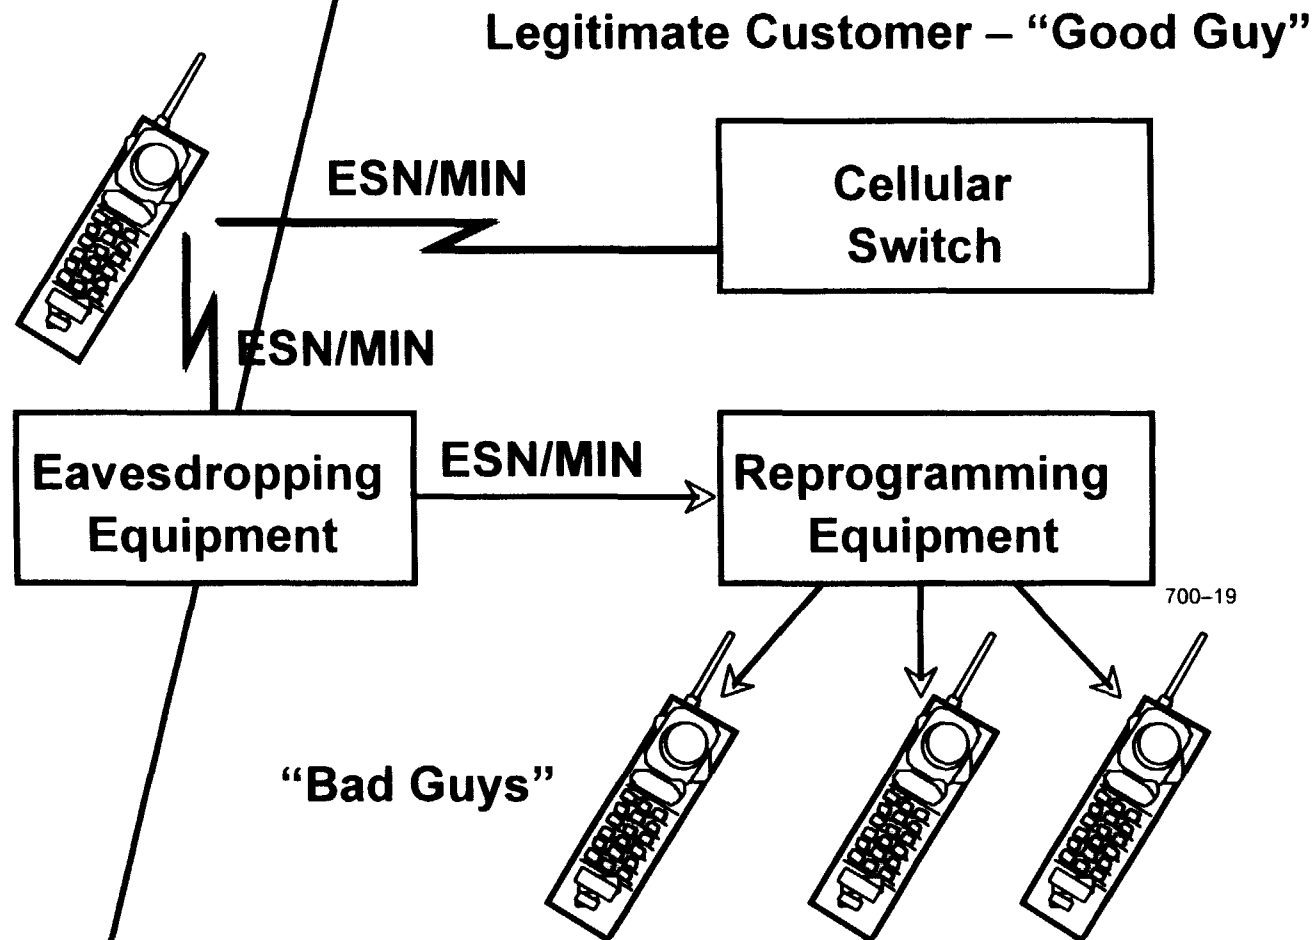 Legitimate Customer – “Good Guy”
ESN/MIN
Cellular
Switch
ESN/MIN
Eavesdropping
Equipment
ESN/MIN
Reprogramming
Equipment
700–19
“Bad Guys”